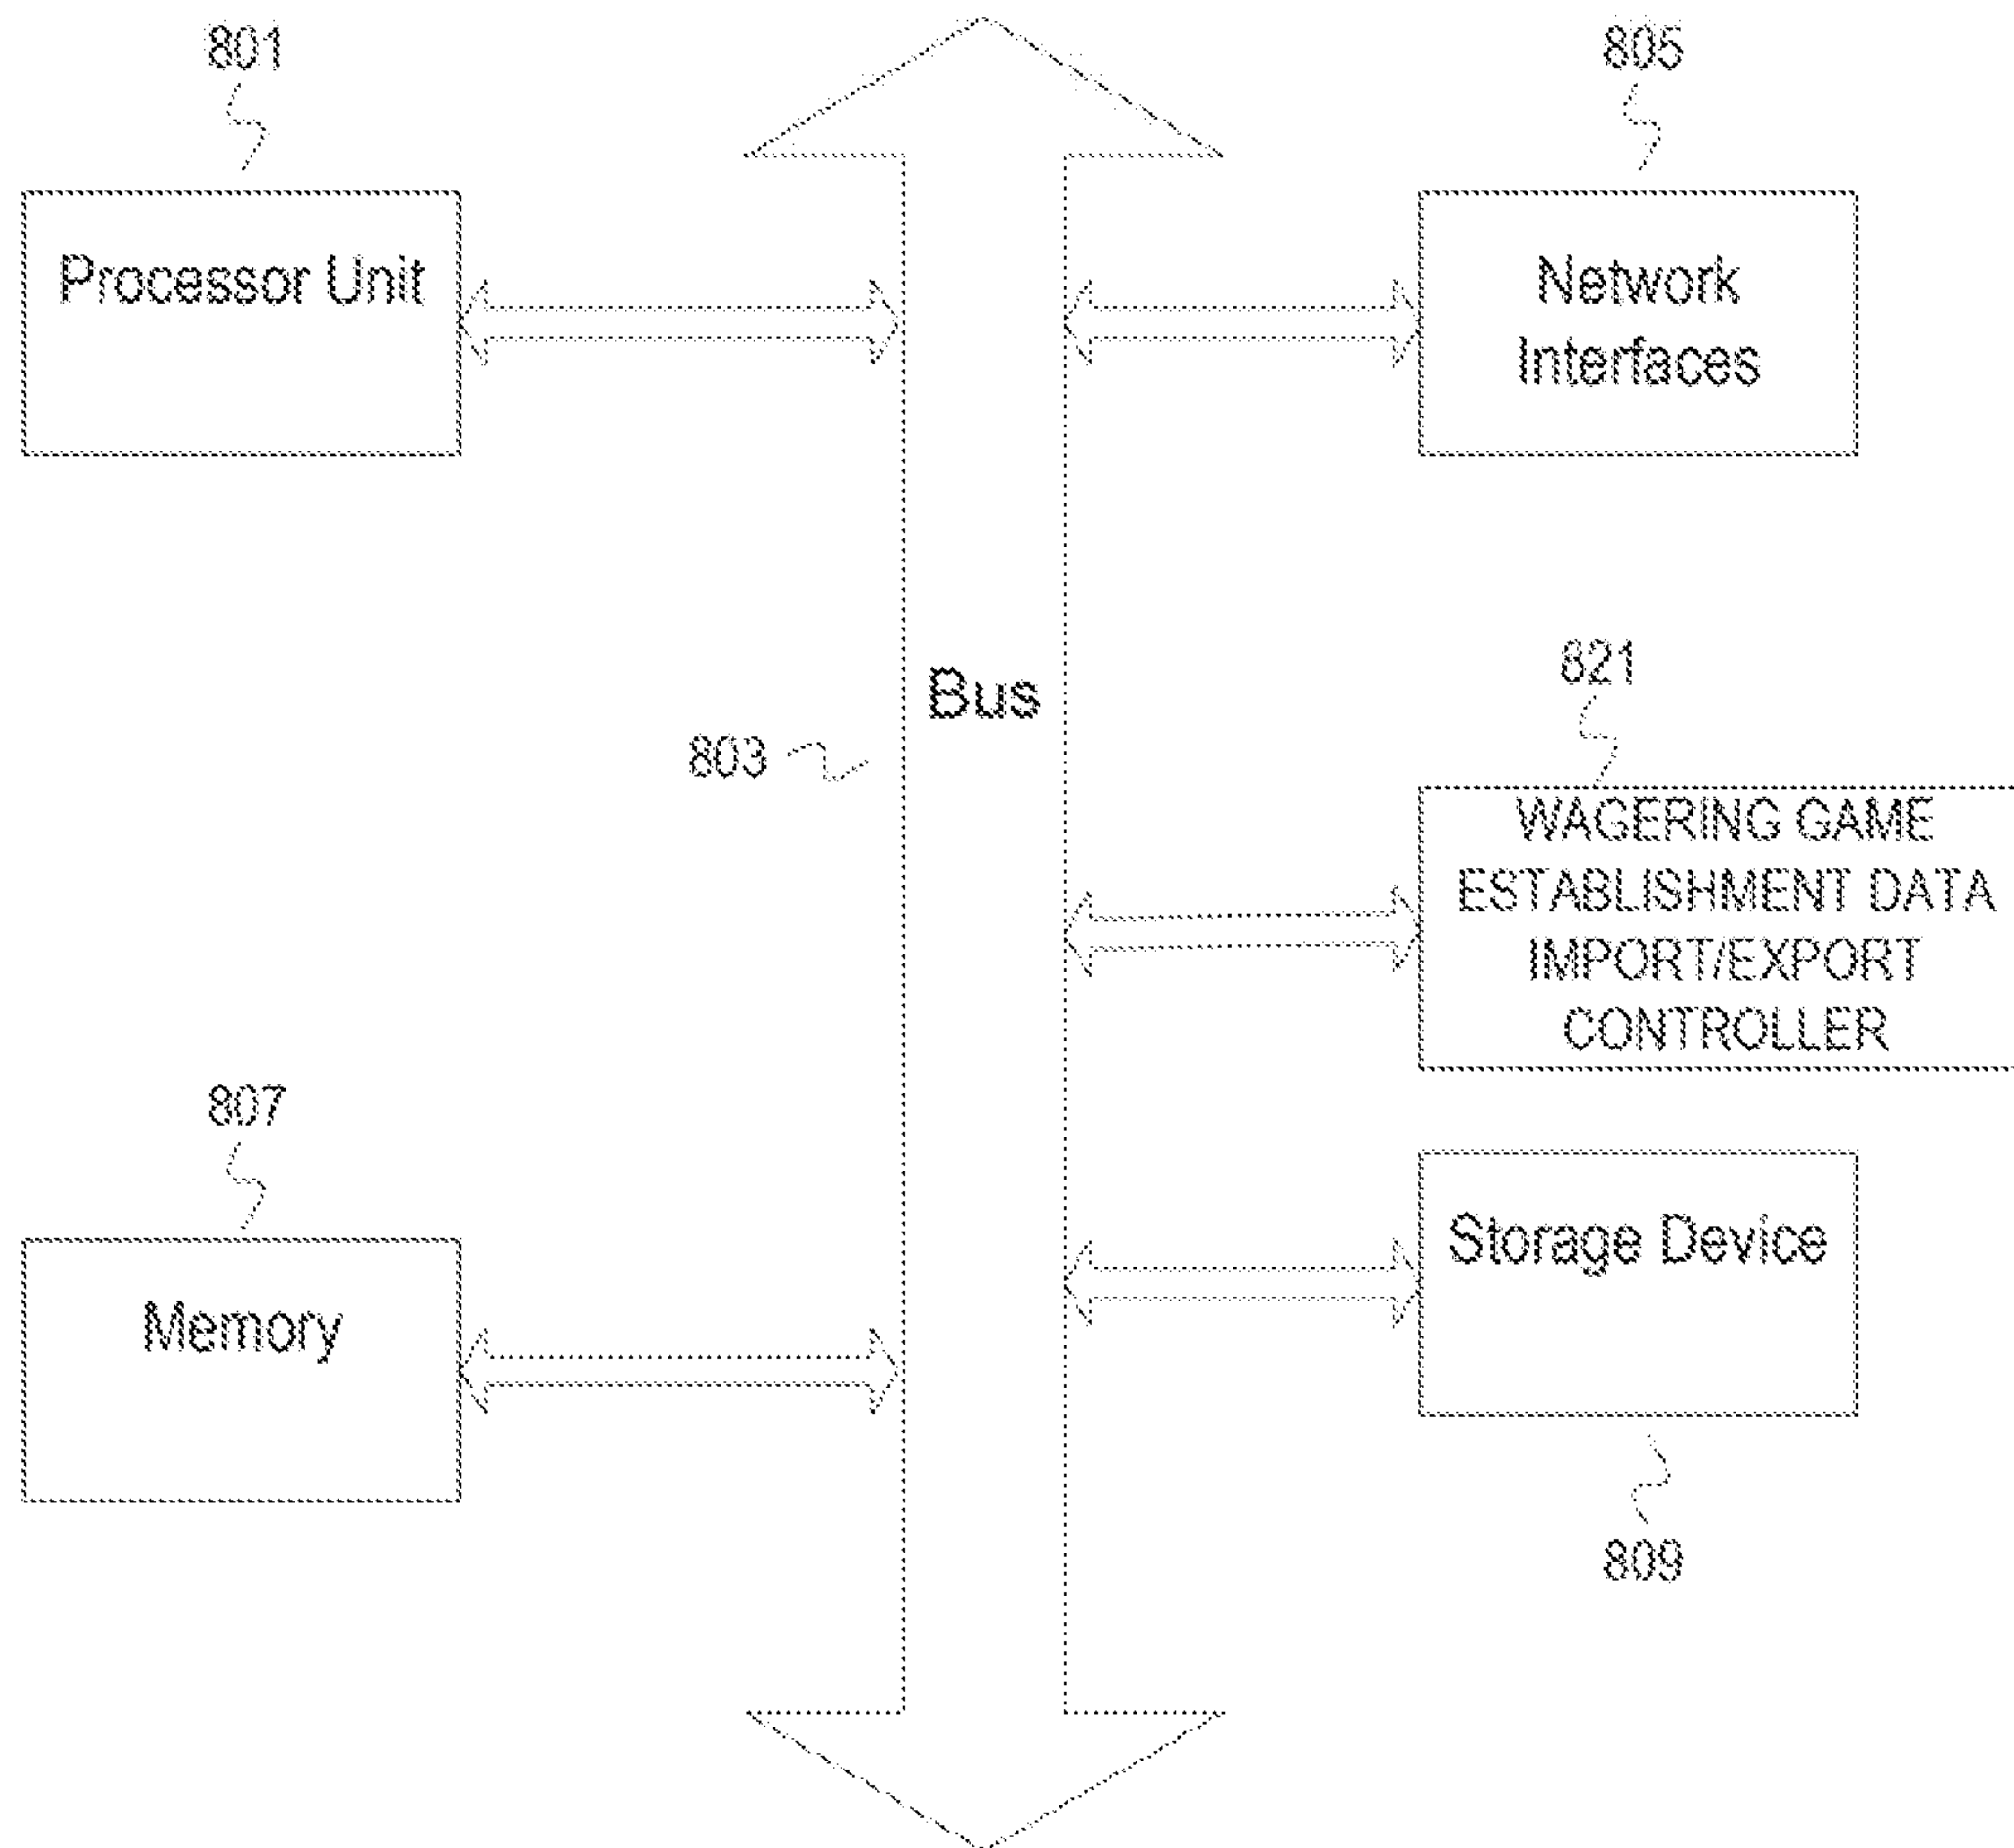 801
805
Processor Unit
Network
Interfaces
Bus
821
803
WAGERING GAME
ESTABLISHMENT DATA
IMPORT/EXPORT
CONTROLLER
807
Storage Device
Memory
809